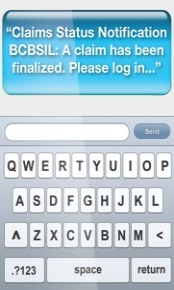 “Claims Status Notification
BCBSIL: A claim has been
finalized. Please log in...”
Send
Q W E R T Y U I O P
A S D F G H J K L
^ Z X C V B N M <
.?123 space return